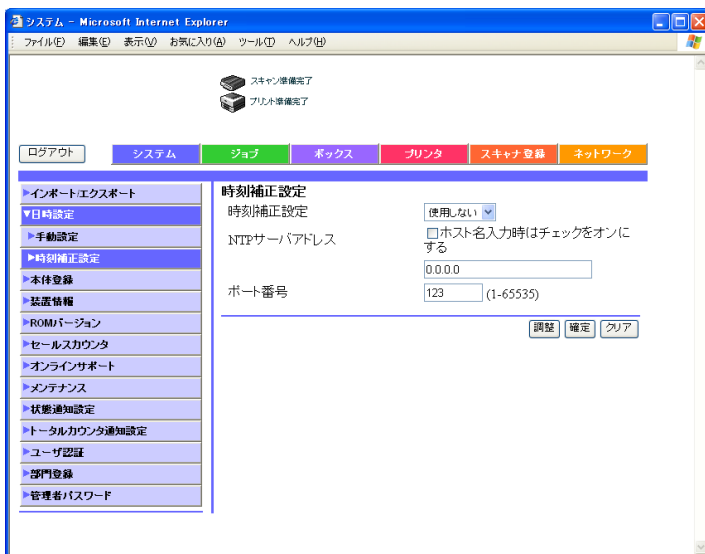 システム - Microsoft Internet Explorer
ファイル(F) 編集(E) 表示(V) お気に入り(A) ツール(T) ヘルプ(H)
スキャン準備完了
プリント準備完了
ログアウト システム ジョブ ボックス プリンタ スキャナ登録 ネットワーク
▶インポート/エクスポート
▼日時設定
▶手動設定
▶時刻補正設定
▶本体登録
▶装置情報
▶ROMバージョン
▶セールスカウンタ
▶オンラインサポート
▶メンテナンス
▶状態通知設定
▶トータルカウンタ通知設定
▶ユーザ認証
▶部門登録
▶管理者パスワード
時刻補正設定
時刻補正設定 使用しない
NTPサーバアドレス ホスト名入力時はチェックをオンに
する
0.0.0.0
ポート番号 123 (1-65535)
調整 確定 クリア